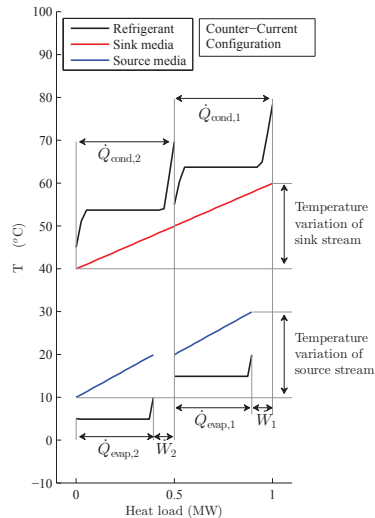 Refrigerant
Sink media
Source media
Counter−Current
Configuration
100
90
80
70
60
50
40
30
20
10
0
−10
T (°C)
Q̇cond,1
Q̇cond,2
Temperature
variation of
sink stream
Temperature
variation of
source stream
Q̇evap,2
Ẇ2
Q̇evap,1
Ẇ1
0
0.5
1
Heat load (MW)